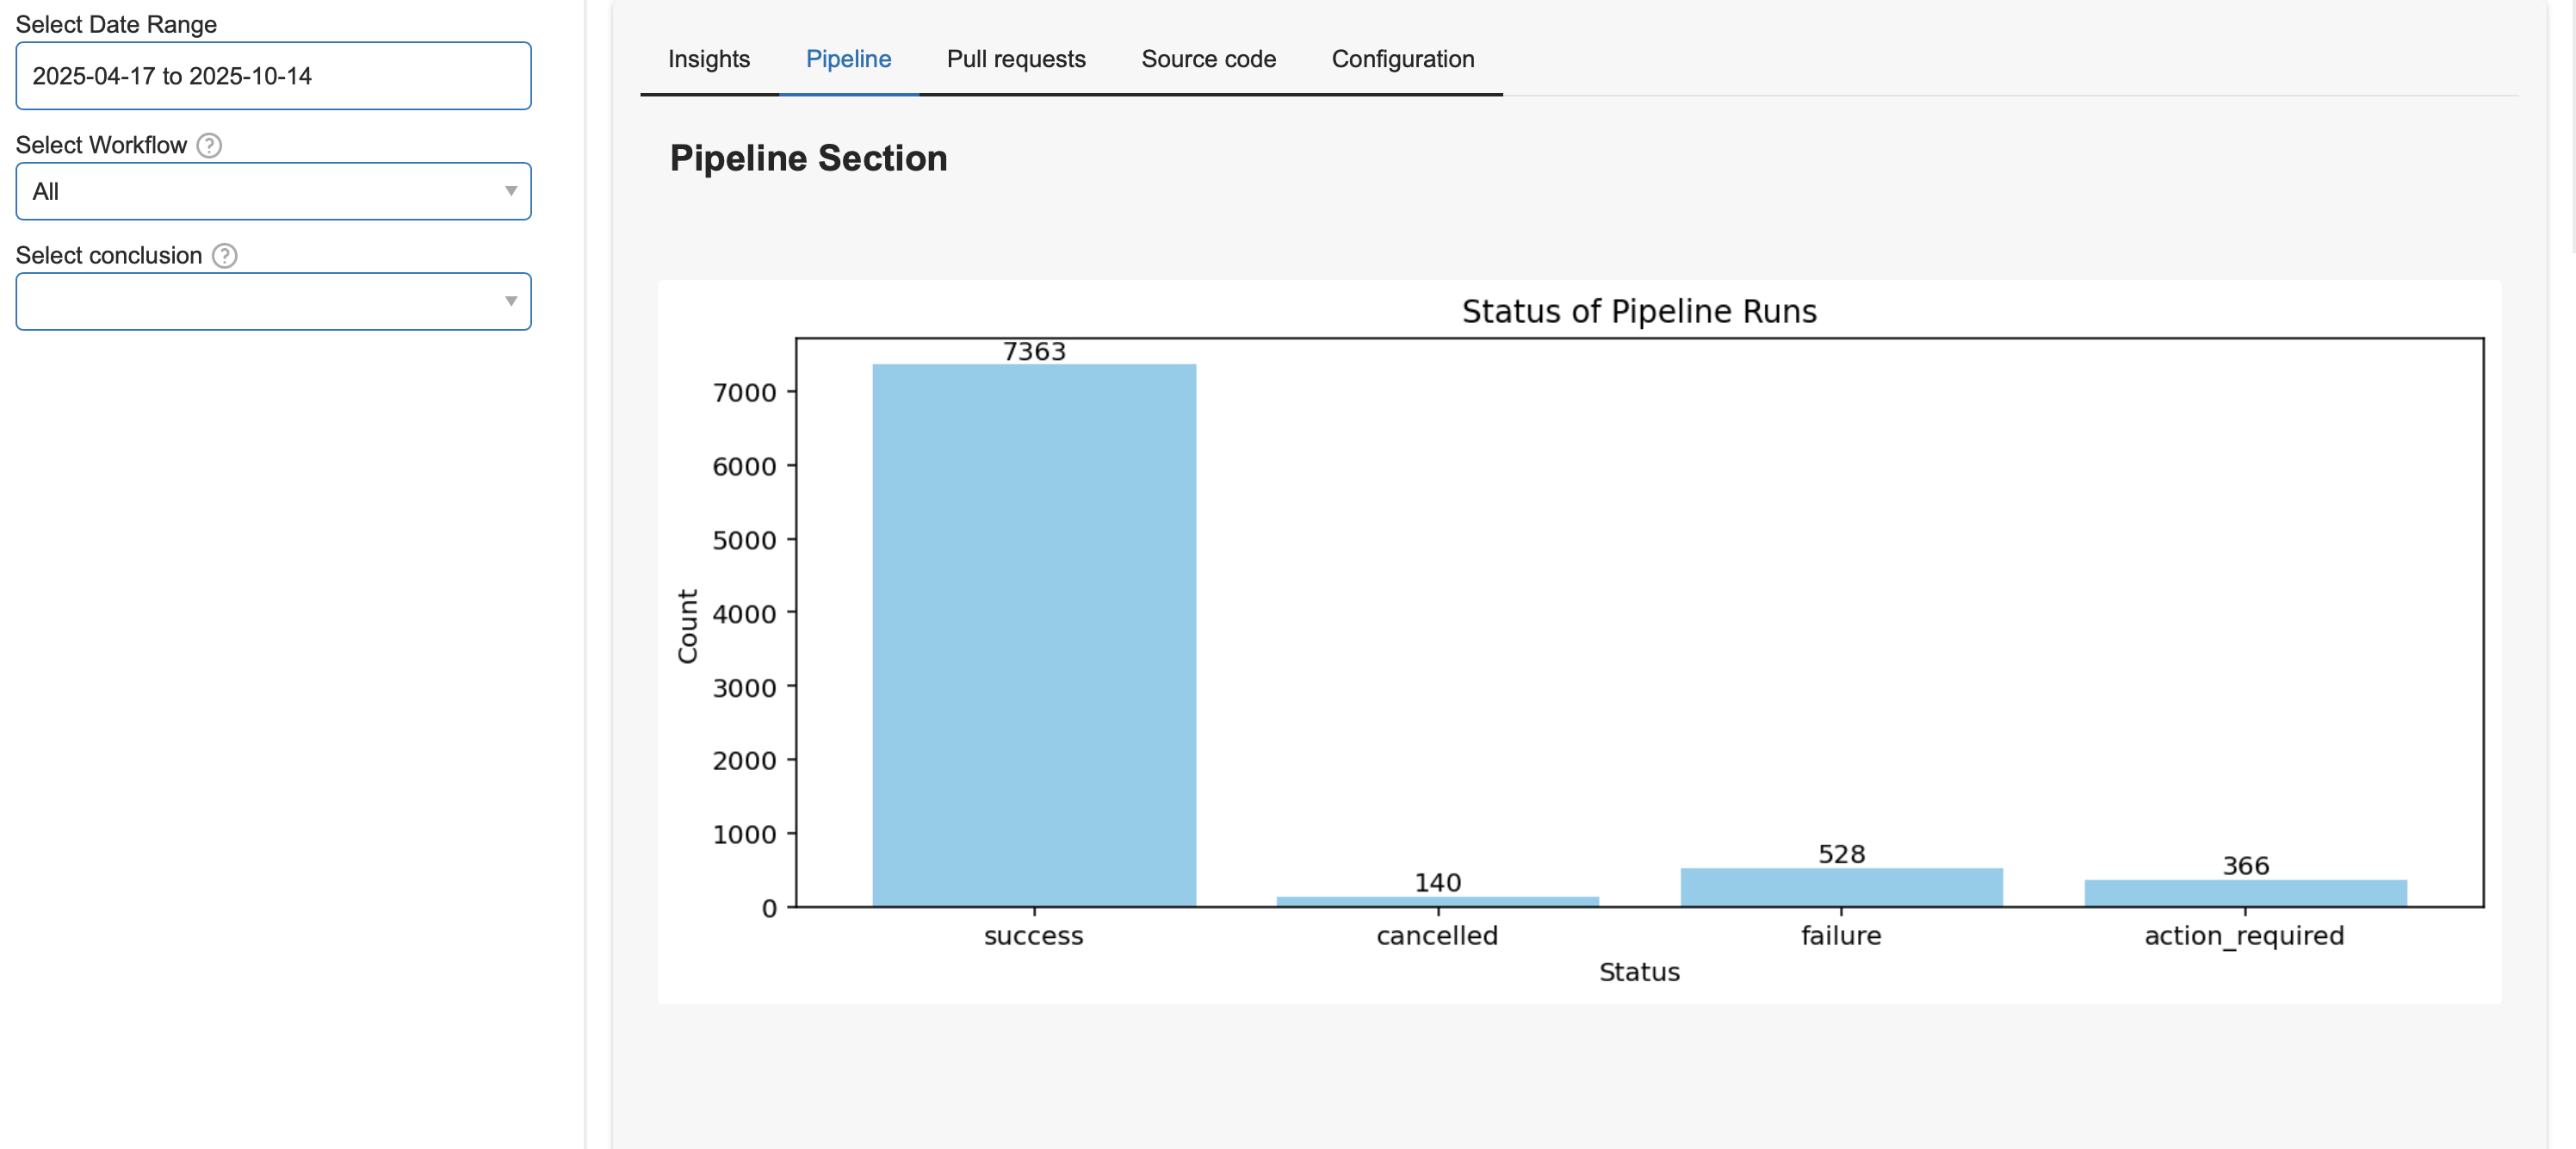 Select Date Range
2025-04-17 to 2025-10-14
Select Workflow ?
All
Select conclusion ?
Insights Pipeline Pull requests Source code Configuration
Pipeline Section
Status of Pipeline Runs
Count
7000
6000
5000
4000
3000
2000
1000
0
7363
140
528
366
success cancelled failure action_required
Status